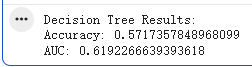 Decision Tree Results:
Accuracy: 0.5717357848968099
AUC: 0.6192266639393618